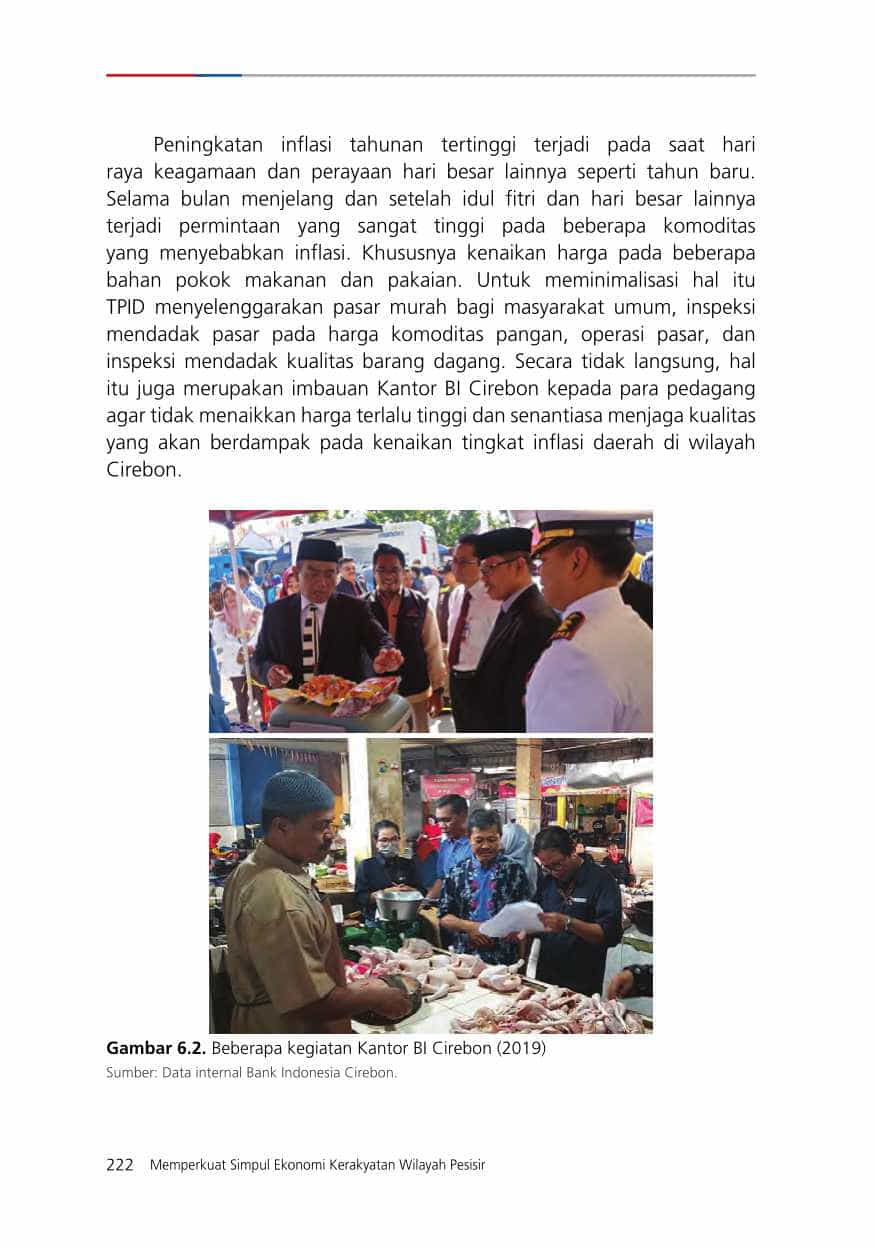 Peningkatan inflasi tahunan tertinggi terjadi pada saat hari
raya keagamaan dan perayaan hari besar lainnya seperti tahun baru.
Selama bulan menjelang dan setelah idul fitri dan hari besar lainnya
terjadi permintaan yang sangat tinggi pada beberapa komoditas
yang menyebabkan inflasi. Khususnya kenaikan harga pada beberapa
bahan pokok makanan dan pakaian. Untuk meminimalisasi hal itu
TPID menyelenggarakan pasar murah bagi masyarakat umum, inspeksi
mendadak pasar pada harga komoditas pangan, operasi pasar, dan
inspeksi mendadak kualitas barang dagang. Secara tidak langsung, hal
itu juga merupakan imbauan Kantor BI Cirebon kepada para pedagang
agar tidak menaikkan harga terlalu tinggi dan senantiasa menjaga kualitas
yang akan berdampak pada kenaikan tingkat inflasi daerah di wilayah
Cirebon.
Gambar 6.2. Beberapa kegiatan Kantor BI Cirebon (2019)
Sumber: Data internal Bank Indonesia Cirebon.
222 Memperkuat Simpul Ekonomi Kerakyatan Wilayah Pesisir